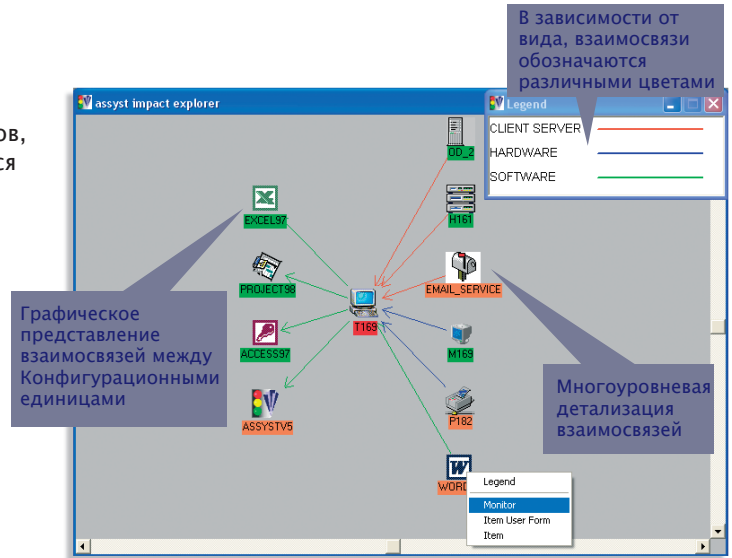 В зависимости от
вида, взаимосвязи
обозначаются
различными цветами
ов,
ся
assyst impact explorer
Legend
CLIENT SERVER
HARDWARE
SOFTWARE
OD_2
EXCEL97
H161
PROJECT98
EMAIL_SERVICE
T169
ACCESS97
M169
ASSYSTV5
P182
Графическое
представление
взаимосвязей между
Конфигурационными
единицами
Многоуровневая
детализация
взаимосвязей
WORD
Legend
Monitor
Item User Form
Item